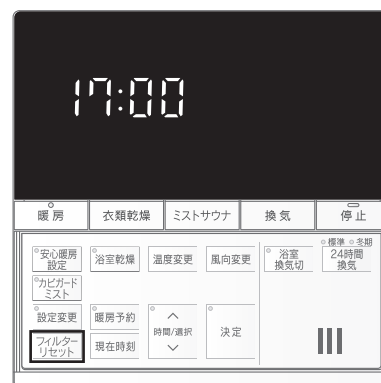 17:00
暖房 衣類乾燥 ミストサウナ 換気 停止
標準 冬期
安心暖房
設定
浴室乾燥 温度変更 風向変更
浴室
換気切
24時間
換気
カビガード
ミスト
設定変更 暖房予約
時間/選択
決定
フィルター
リセット
現在時刻